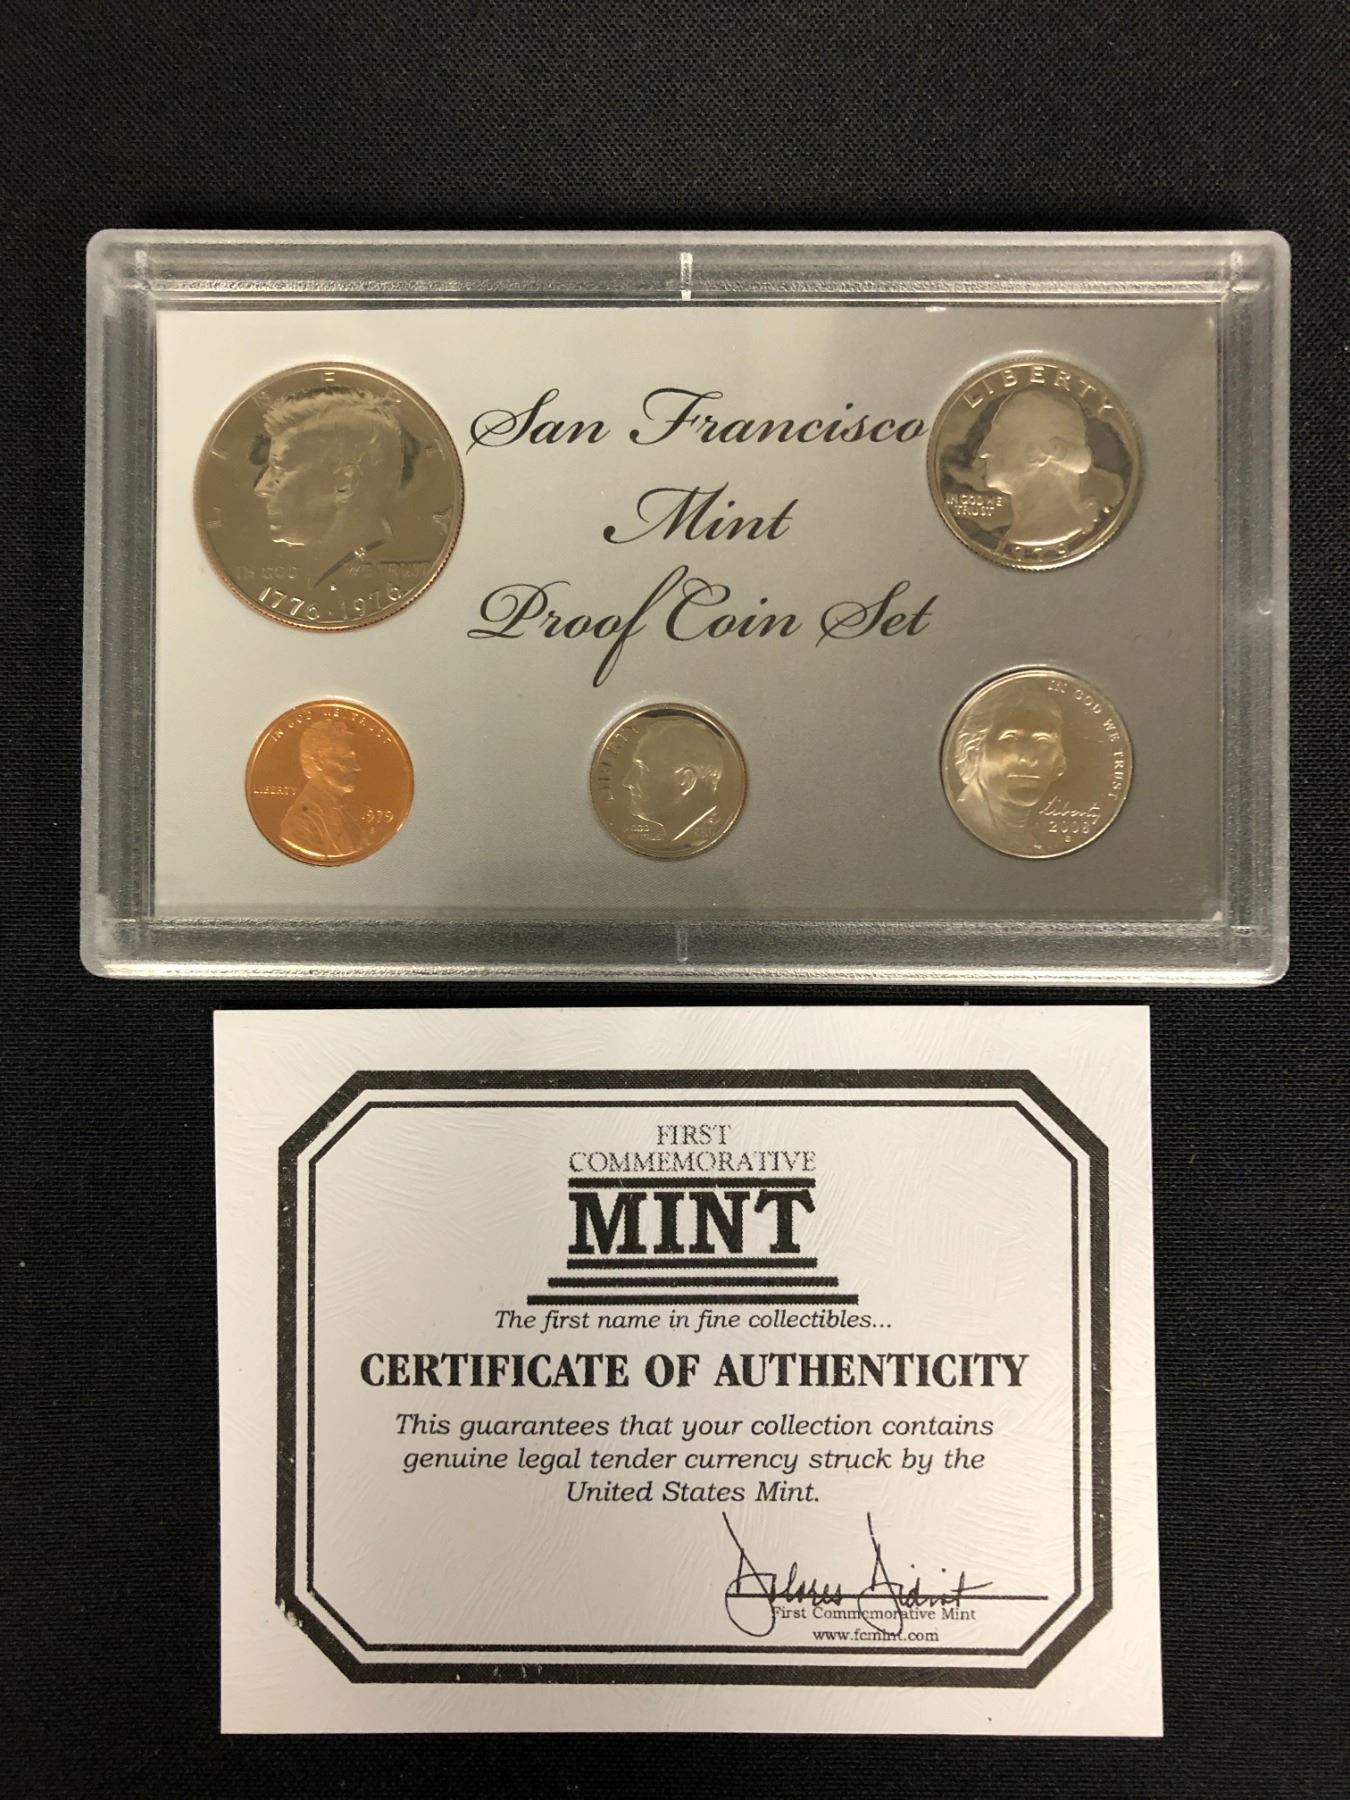 San Francisco
Mint
Proof Coin Set
LIBERTY
IN GOD WE TRUST
1776 · 1976
LIBERTY
IN GOD WE
TRUST
1979
IN GOD WE TRUST
LIBERTY
1979
S
LIBERTY
IN GOD WE TRUST
Liberty
2008
S
FIRST
COMMEMORATIVE
MINT
The first name in fine collectibles...
CERTIFICATE OF AUTHENTICITY
This guarantees that your collection contains
genuine legal tender currency struck by the
United States Mint.
First Commemorative Mint
www.fcmint.com